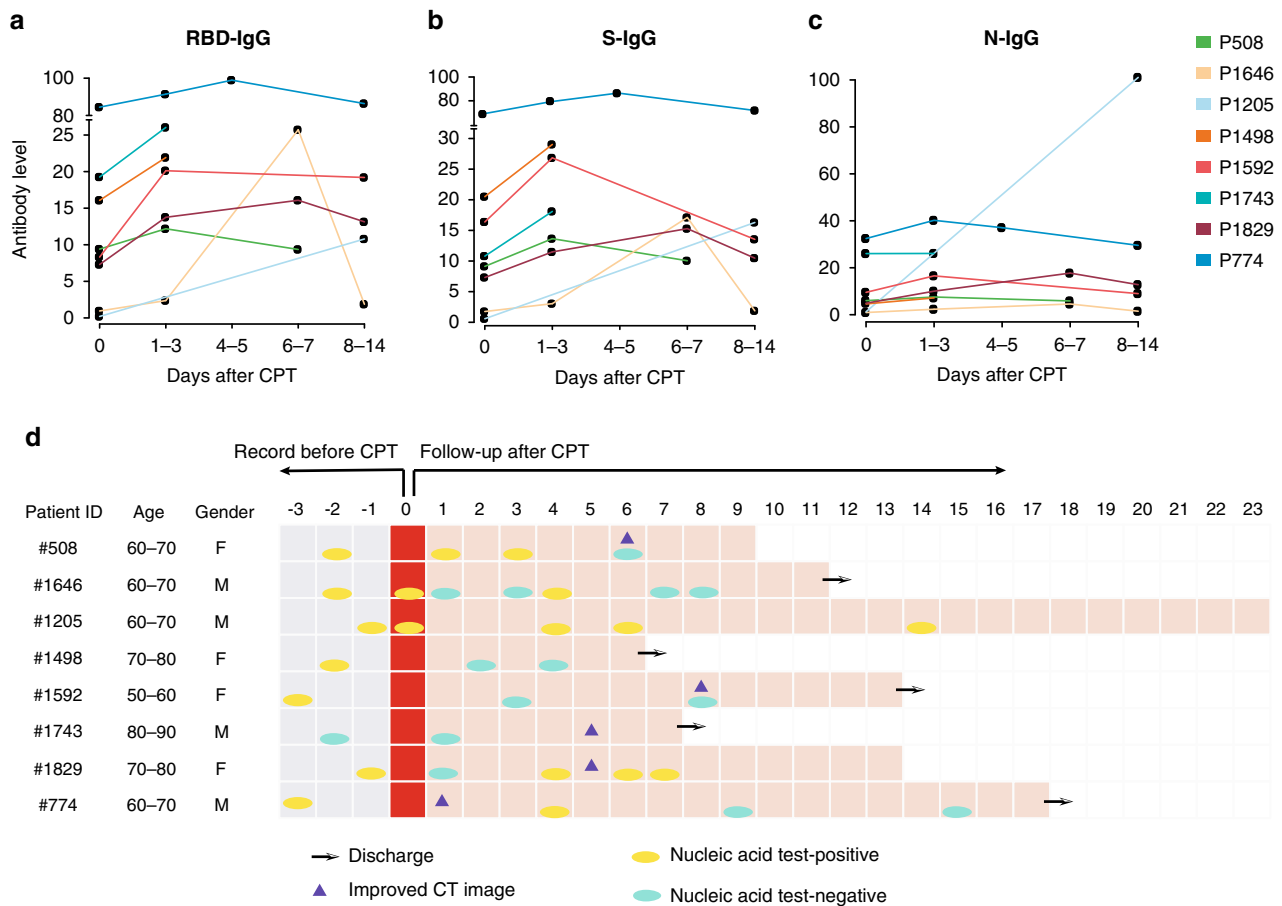 a
RBD-IgG
b
S-IgG
c
N-IgG
Antibody level
100
80
25
20
15
10
5
0
0
1–3
4–5
6–7
8–14
Days after CPT
100
80
30
25
20
15
10
5
0
0
1–3
4–5
6–7
8–14
Days after CPT
100
80
60
40
20
0
0
1–3
4–5
6–7
8–14
Days after CPT
P508
P1646
P1205
P1498
P1592
P1743
P1829
P774
d
Record before CPT
Follow-up after CPT
Patient ID Age Gender -3 -2 -1 0 1 2 3 4 5 6 7 8 9 10 11 12 13 14 15 16 17 18 19 20 21 22 23
#508 60–70 F
#1646 60–70 M
#1205 60–70 M
#1498 70–80 F
#1592 50–60 F
#1743 80–90 M
#1829 70–80 F
#774 60–70 M
Discharge
Nucleic acid test-positive
Improved CT image
Nucleic acid test-negative